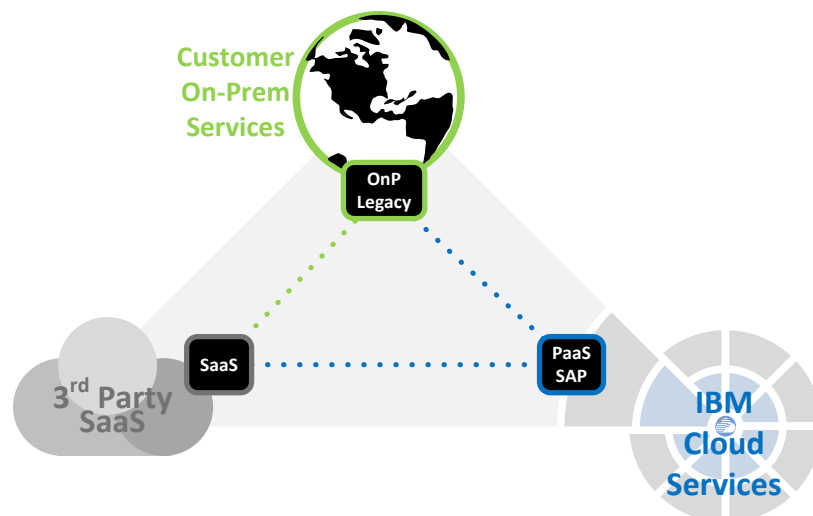 Customer
On-Prem
Services
OnP
Legacy
SaaS
PaaS
SAP
3rd Party
SaaS
IBM
Cloud
Services